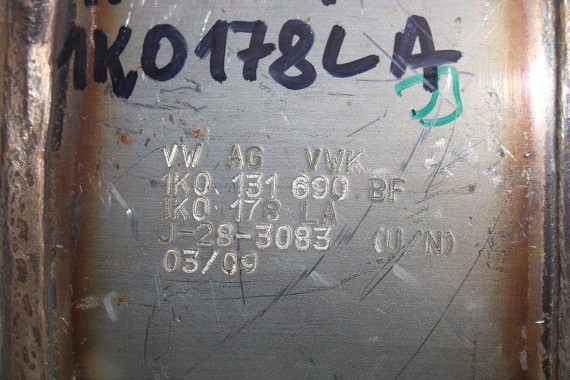 1K0178LA
VW AG VWK
1K0 131 690 BF
1K0 178 LA
J-28-3083 (U/N)
03/09